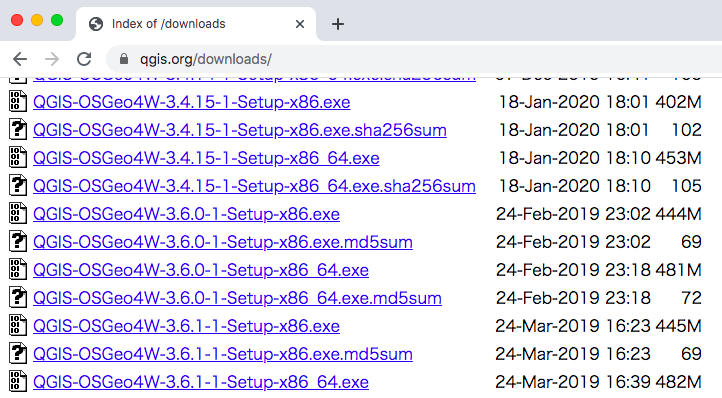 Index of /downloads/
qgis.org/downloads/
QGIS-OSGeo4W-3.4.15-1-Setup-x86.exe 18-Jan-2020 18:01 402M
QGIS-OSGeo4W-3.4.15-1-Setup-x86.exe.sha256sum 18-Jan-2020 18:01 102
QGIS-OSGeo4W-3.4.15-1-Setup-x86_64.exe 18-Jan-2020 18:10 453M
QGIS-OSGeo4W-3.4.15-1-Setup-x86_64.exe.sha256sum 18-Jan-2020 18:10 105
QGIS-OSGeo4W-3.6.0-1-Setup-x86.exe 24-Feb-2019 23:02 444M
QGIS-OSGeo4W-3.6.0-1-Setup-x86.exe.md5sum 24-Feb-2019 23:02 69
QGIS-OSGeo4W-3.6.0-1-Setup-x86_64.exe 24-Feb-2019 23:18 481M
QGIS-OSGeo4W-3.6.0-1-Setup-x86_64.exe.md5sum 24-Feb-2019 23:18 72
QGIS-OSGeo4W-3.6.1-1-Setup-x86.exe 24-Mar-2019 16:23 445M
QGIS-OSGeo4W-3.6.1-1-Setup-x86.exe.md5sum 24-Mar-2019 16:23 69
QGIS-OSGeo4W-3.6.1-1-Setup-x86_64.exe 24-Mar-2019 16:39 482M